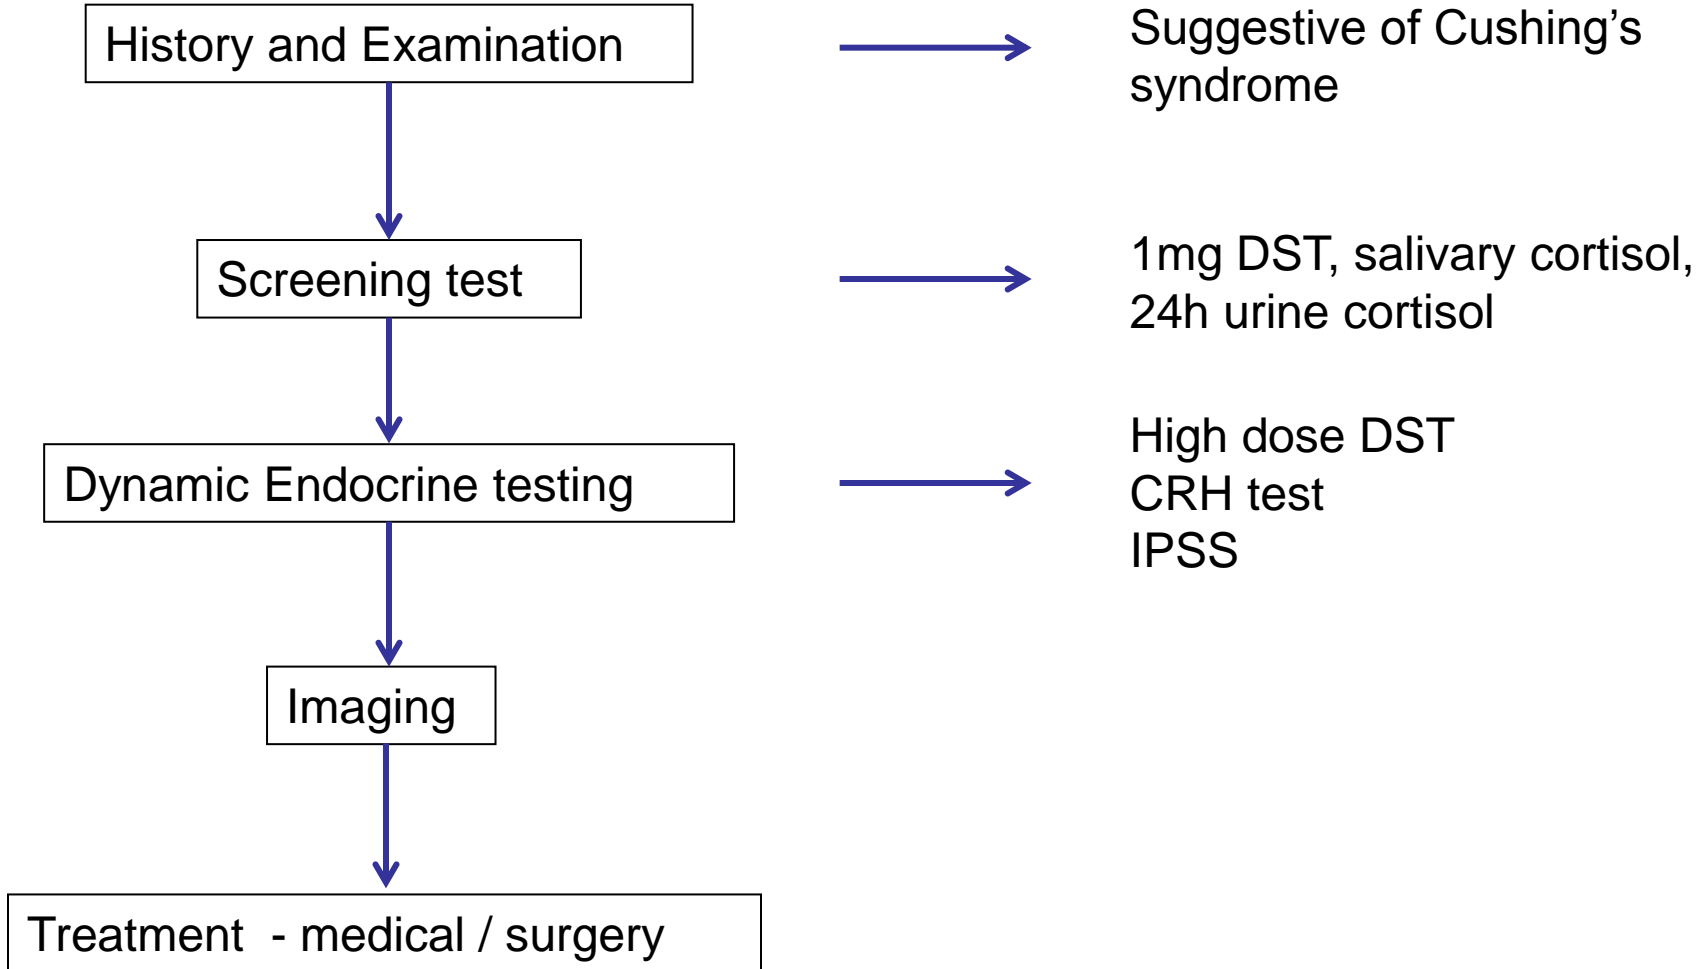 History and Examination
Suggestive of Cushing's
syndrome
Screening test
1mg DST, salivary cortisol,
24h urine cortisol
Dynamic Endocrine testing
High dose DST
CRH test
IPSS
Imaging
Treatment - medical / surgery